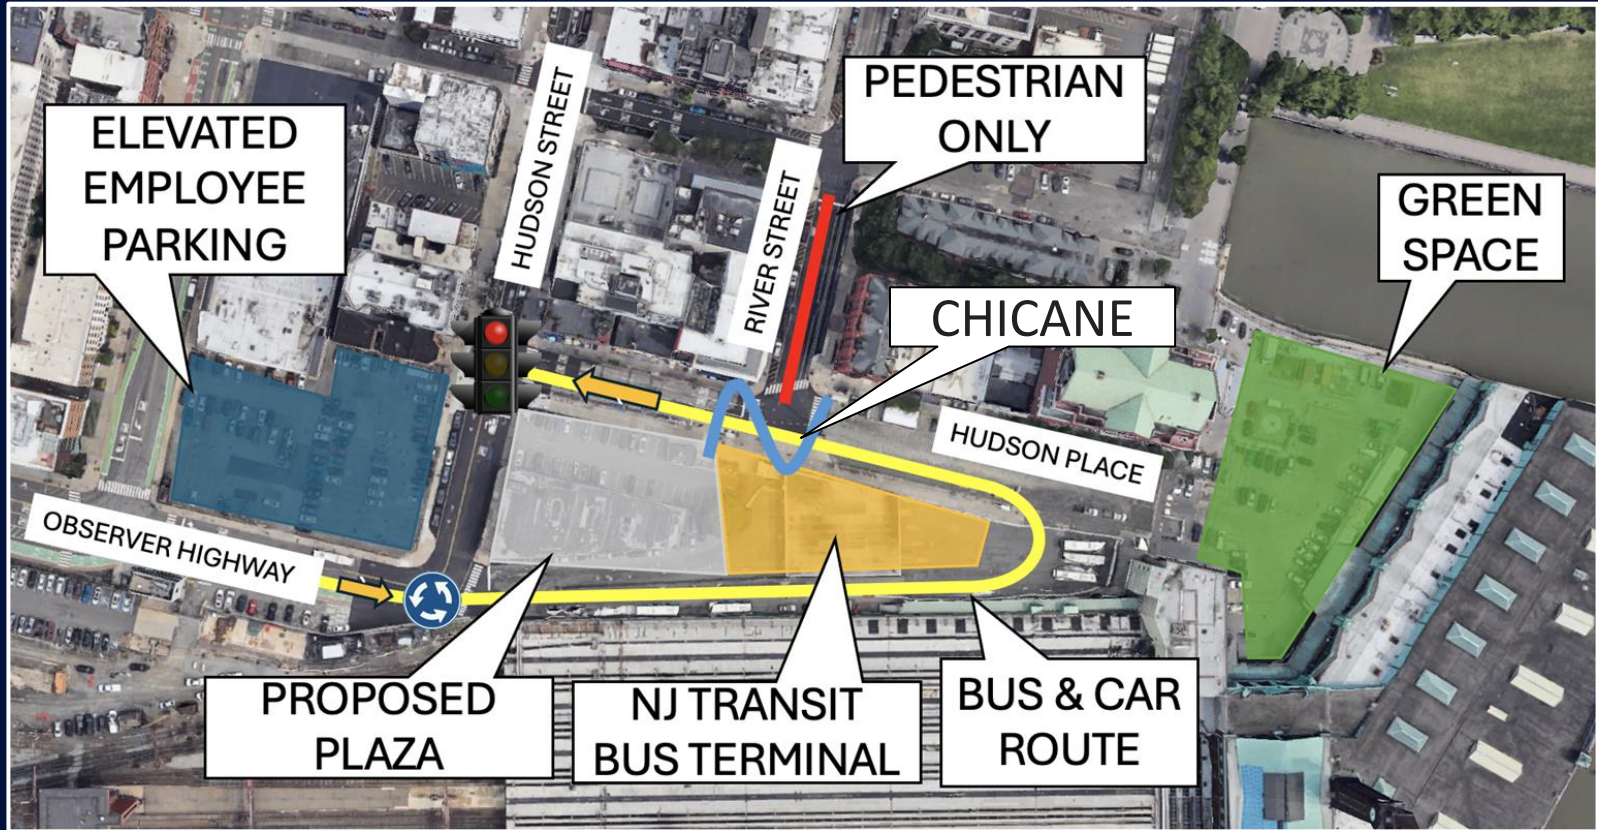 ELEVATED
EMPLOYEE
PARKING
HUDSON STREET
RIVER STREET
PEDESTRIAN
ONLY
GREEN
SPACE
CHICANE
HUDSON PLACE
OBSERVER HIGHWAY
PROPOSED
PLAZA
NJ TRANSIT
BUS TERMINAL
BUS & CAR
ROUTE